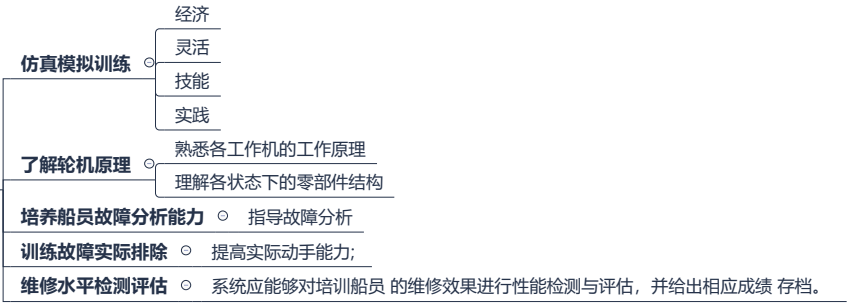 经济
灵活
仿真模拟训练
技能
实践
熟悉各工作机的工作原理
了解轮机原理
理解各状态下的零部件结构
培养船员故障分析能力 指导故障分析
训练故障实际排除 提高实际动手能力;
维修水平检测评估 系统应能够对培训船员 的维修效果进行性能检测与评估，并给出相应成绩 存档。